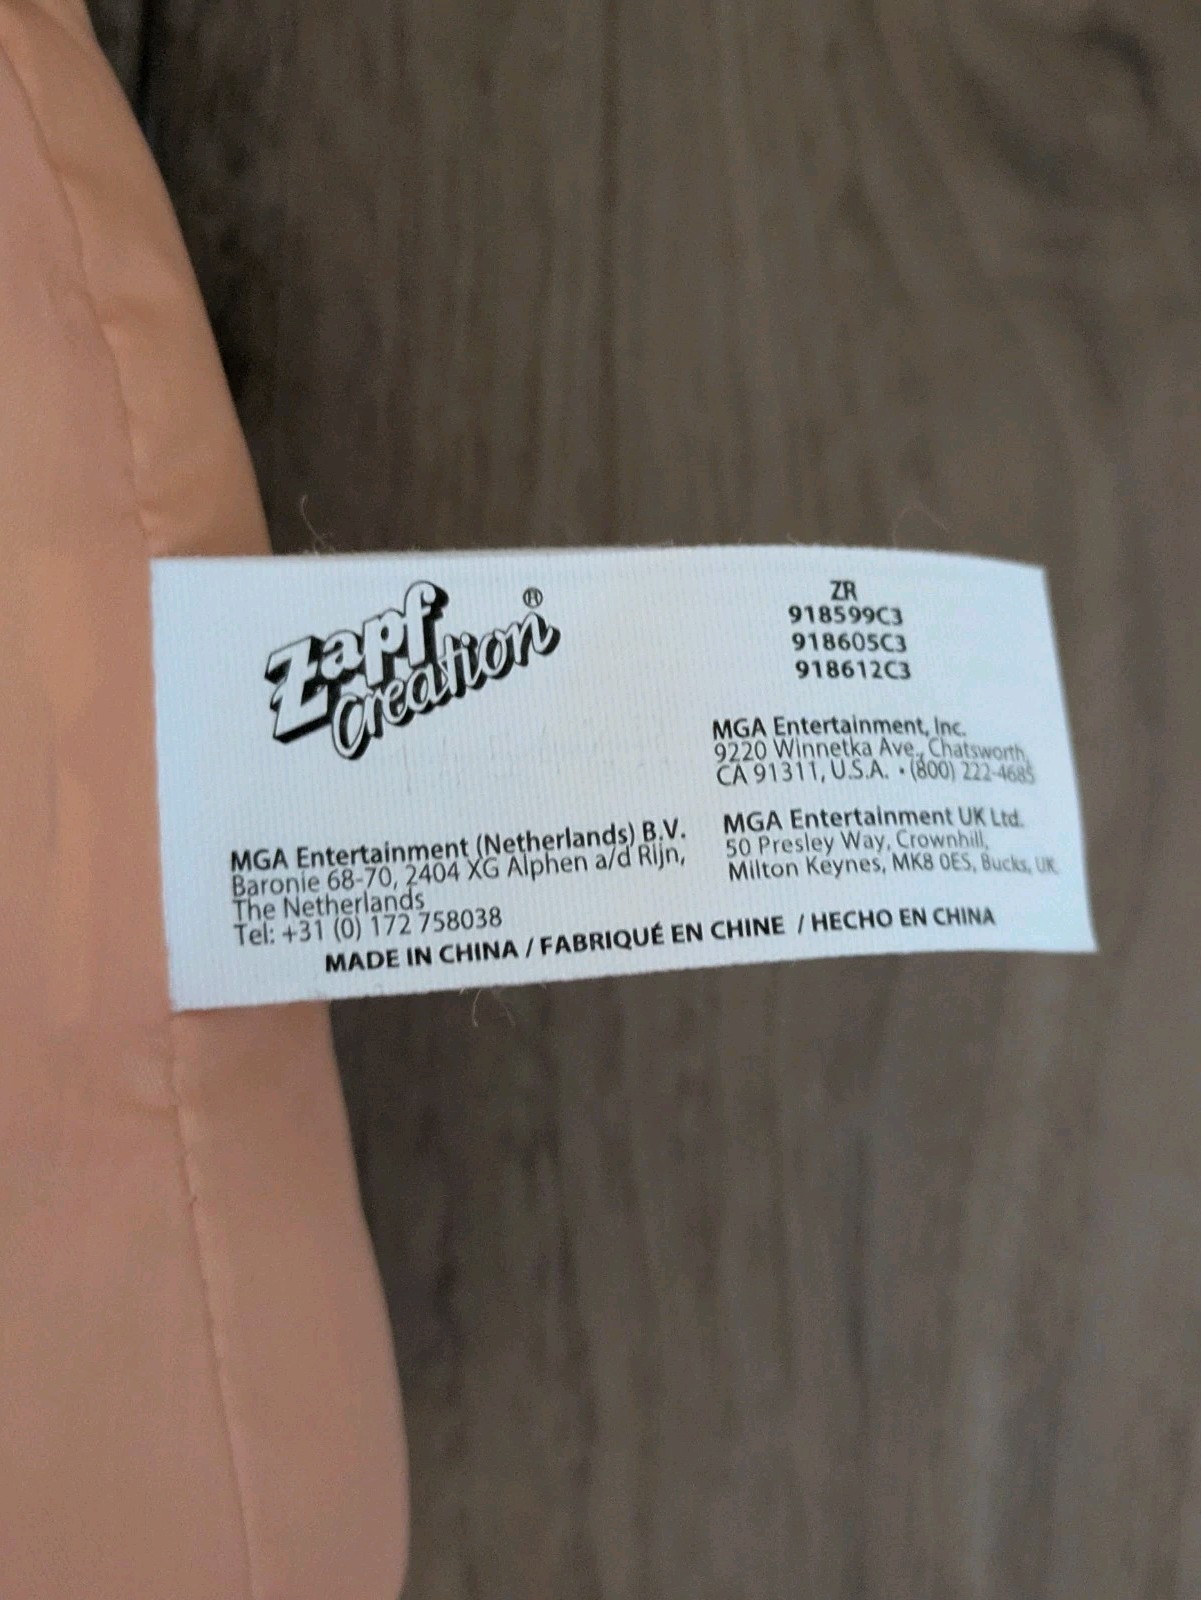 Zapf
Creation®
ZR
918599C3
918605C3
918612C3
MGA Entertainment, Inc.
9220 Winnetka Ave., Chatsworth,
CA 91311, U.S.A. • (800) 222-4685
MGA Entertainment (Netherlands) B.V.
Baronie 68-70, 2404 XG Alphen a/d Rijn,
The Netherlands
Tel: +31 (0) 172 758038
MGA Entertainment UK Ltd.
50 Presley Way, Crownhill,
Milton Keynes, MK8 0ES, Bucks, UK
MADE IN CHINA / FABRIQUÉ EN CHINE / HECHO EN CHINA